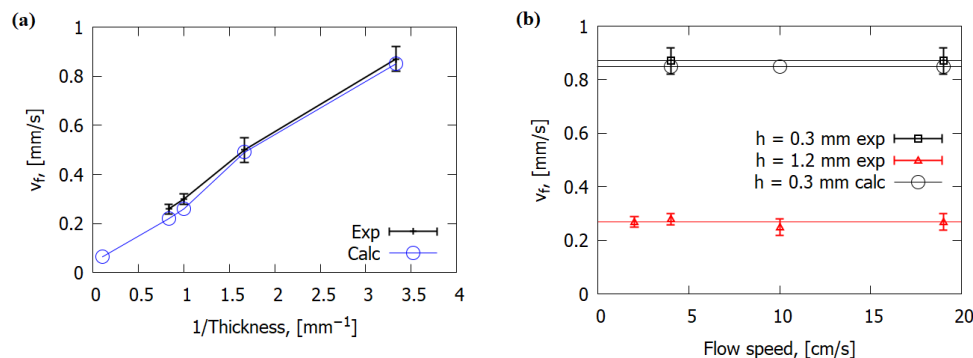 (a)
1
0.8
0.6
0.4
0.2
0
v_f, [mm/s]
Exp
Calc
0 0.5 1 1.5 2 2.5 3 3.5 4
1/Thickness, [mm⁻¹]
(b)
1
0.8
0.6
0.4
0.2
0
v_f, [mm/s]
h = 0.3 mm exp
h = 1.2 mm exp
h = 0.3 mm calc
0 5 10 15 20
Flow speed, [cm/s]